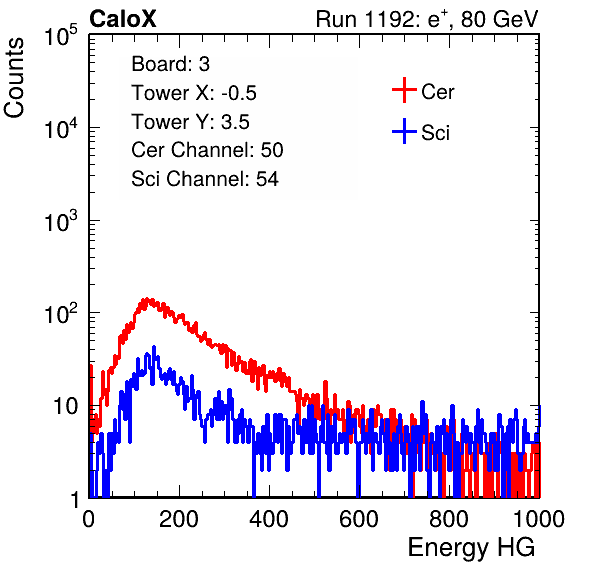 CaloX Run 1192: e⁺, 80 GeV
Counts
10⁵
10⁴
10³
10²
10
1
Board: 3
Tower X: -0.5
Tower Y: 3.5
Cer Channel: 50
Sci Channel: 54
Cer
Sci
0 200 400 600 800 1000
Energy HG